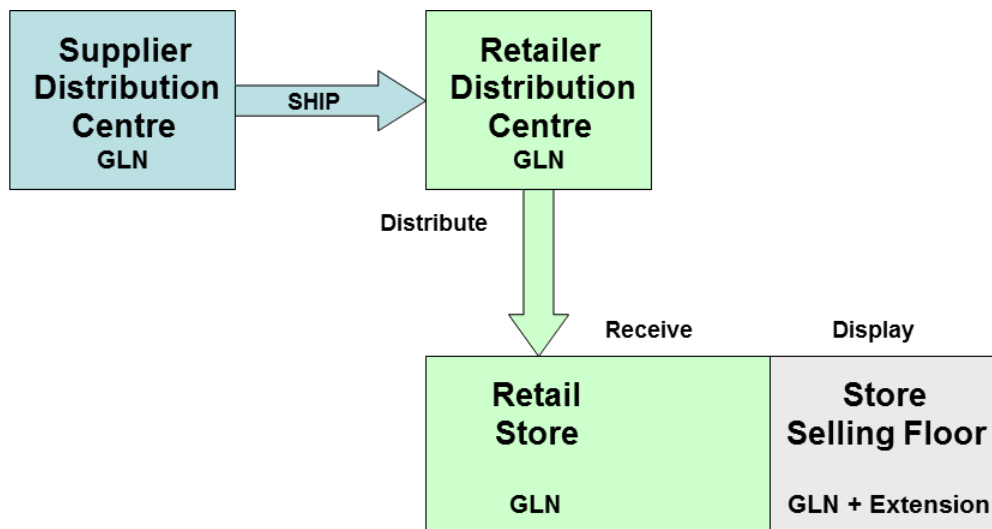 Supplier
Distribution
Centre
GLN
SHIP
Retailer
Distribution
Centre
GLN
Distribute
Receive
Display
Retail
Store
GLN
Store
Selling Floor
GLN + Extension